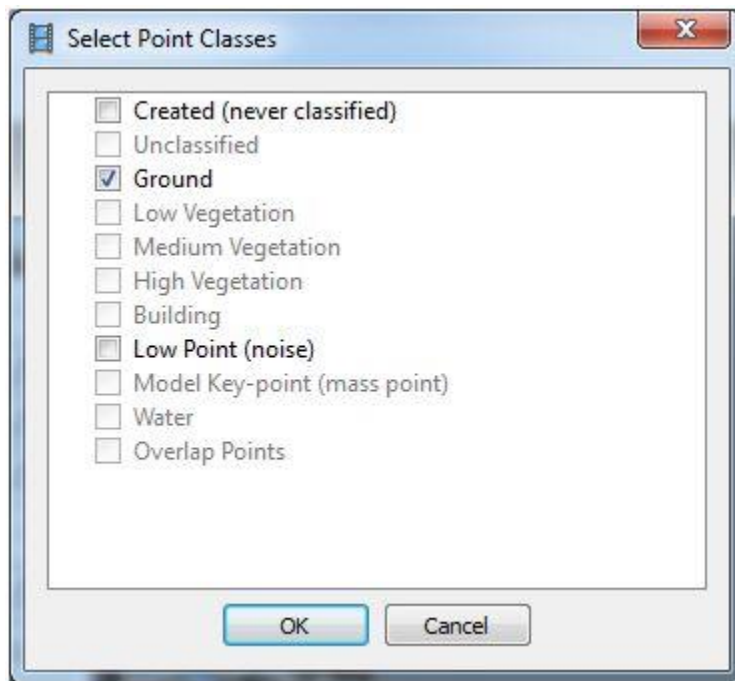 Select Point Classes
Created (never classified)
Unclassified
Ground
Low Vegetation
Medium Vegetation
High Vegetation
Building
Low Point (noise)
Model Key-point (mass point)
Water
Overlap Points
OK
Cancel